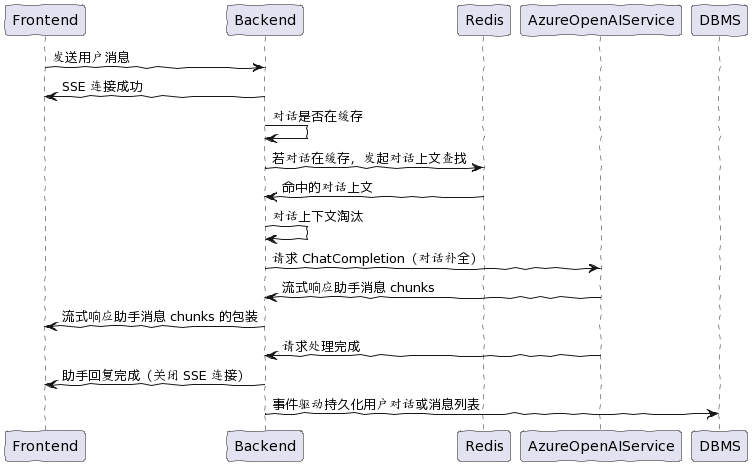 Frontend Backend Redis AzureOpenAIService DBMS
发送用户消息
SSE 连接成功
对话是否在缓存
若对话在缓存，发起对话上文查找
命中的对话上文
对话上下文淘汰
请求 ChatCompletion（对话补全）
流式响应助手消息 chunks
流式响应助手消息 chunks 的包装
请求处理完成
助手回复完成（关闭 SSE 连接）
事件驱动持久化用户对话或消息列表
Frontend Backend Redis AzureOpenAIService DBMS